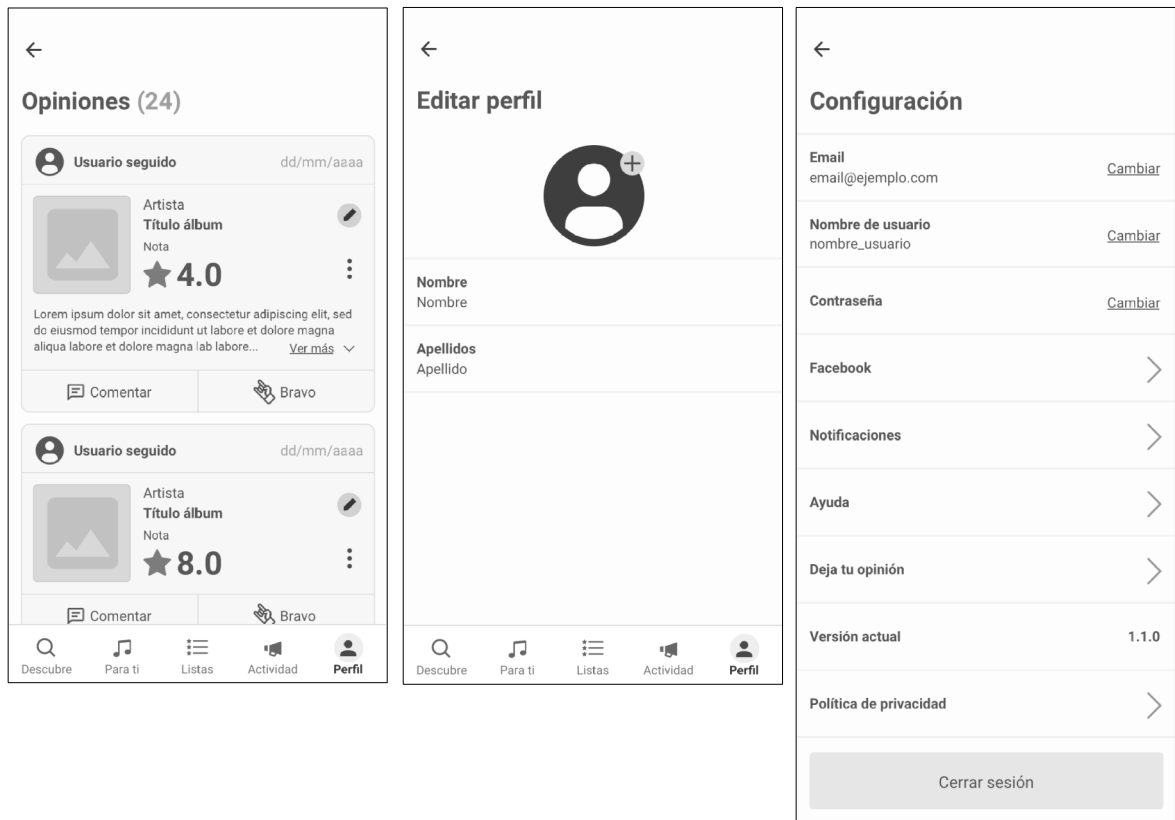 Opiniones (24)
Usuario seguido dd/mm/aaaa
Artista
Título álbum
Nota
4.0
Lorem ipsum dolor sit amet, consectetur adipiscing elit, sed
do eiusmod tempor incididunt ut labore et dolore magna
aliqua labore et dolore magna lab labore... Ver más
Comentar Bravo
Usuario seguido dd/mm/aaaa
Artista
Título álbum
Nota
8.0
Comentar Bravo
Descubre Para ti Listas Actividad Perfil
Editar perfil
Nombre
Nombre
Apellidos
Apellido
Descubre Para ti Listas Actividad Perfil
Configuración
Email
email@ejemplo.com Cambiar
Nombre de usuario
nombre_usuario Cambiar
Contraseña Cambiar
Facebook
Notificaciones
Ayuda
Deja tu opinión
Versión actual 1.1.0
Política de privacidad
Cerrar sesión